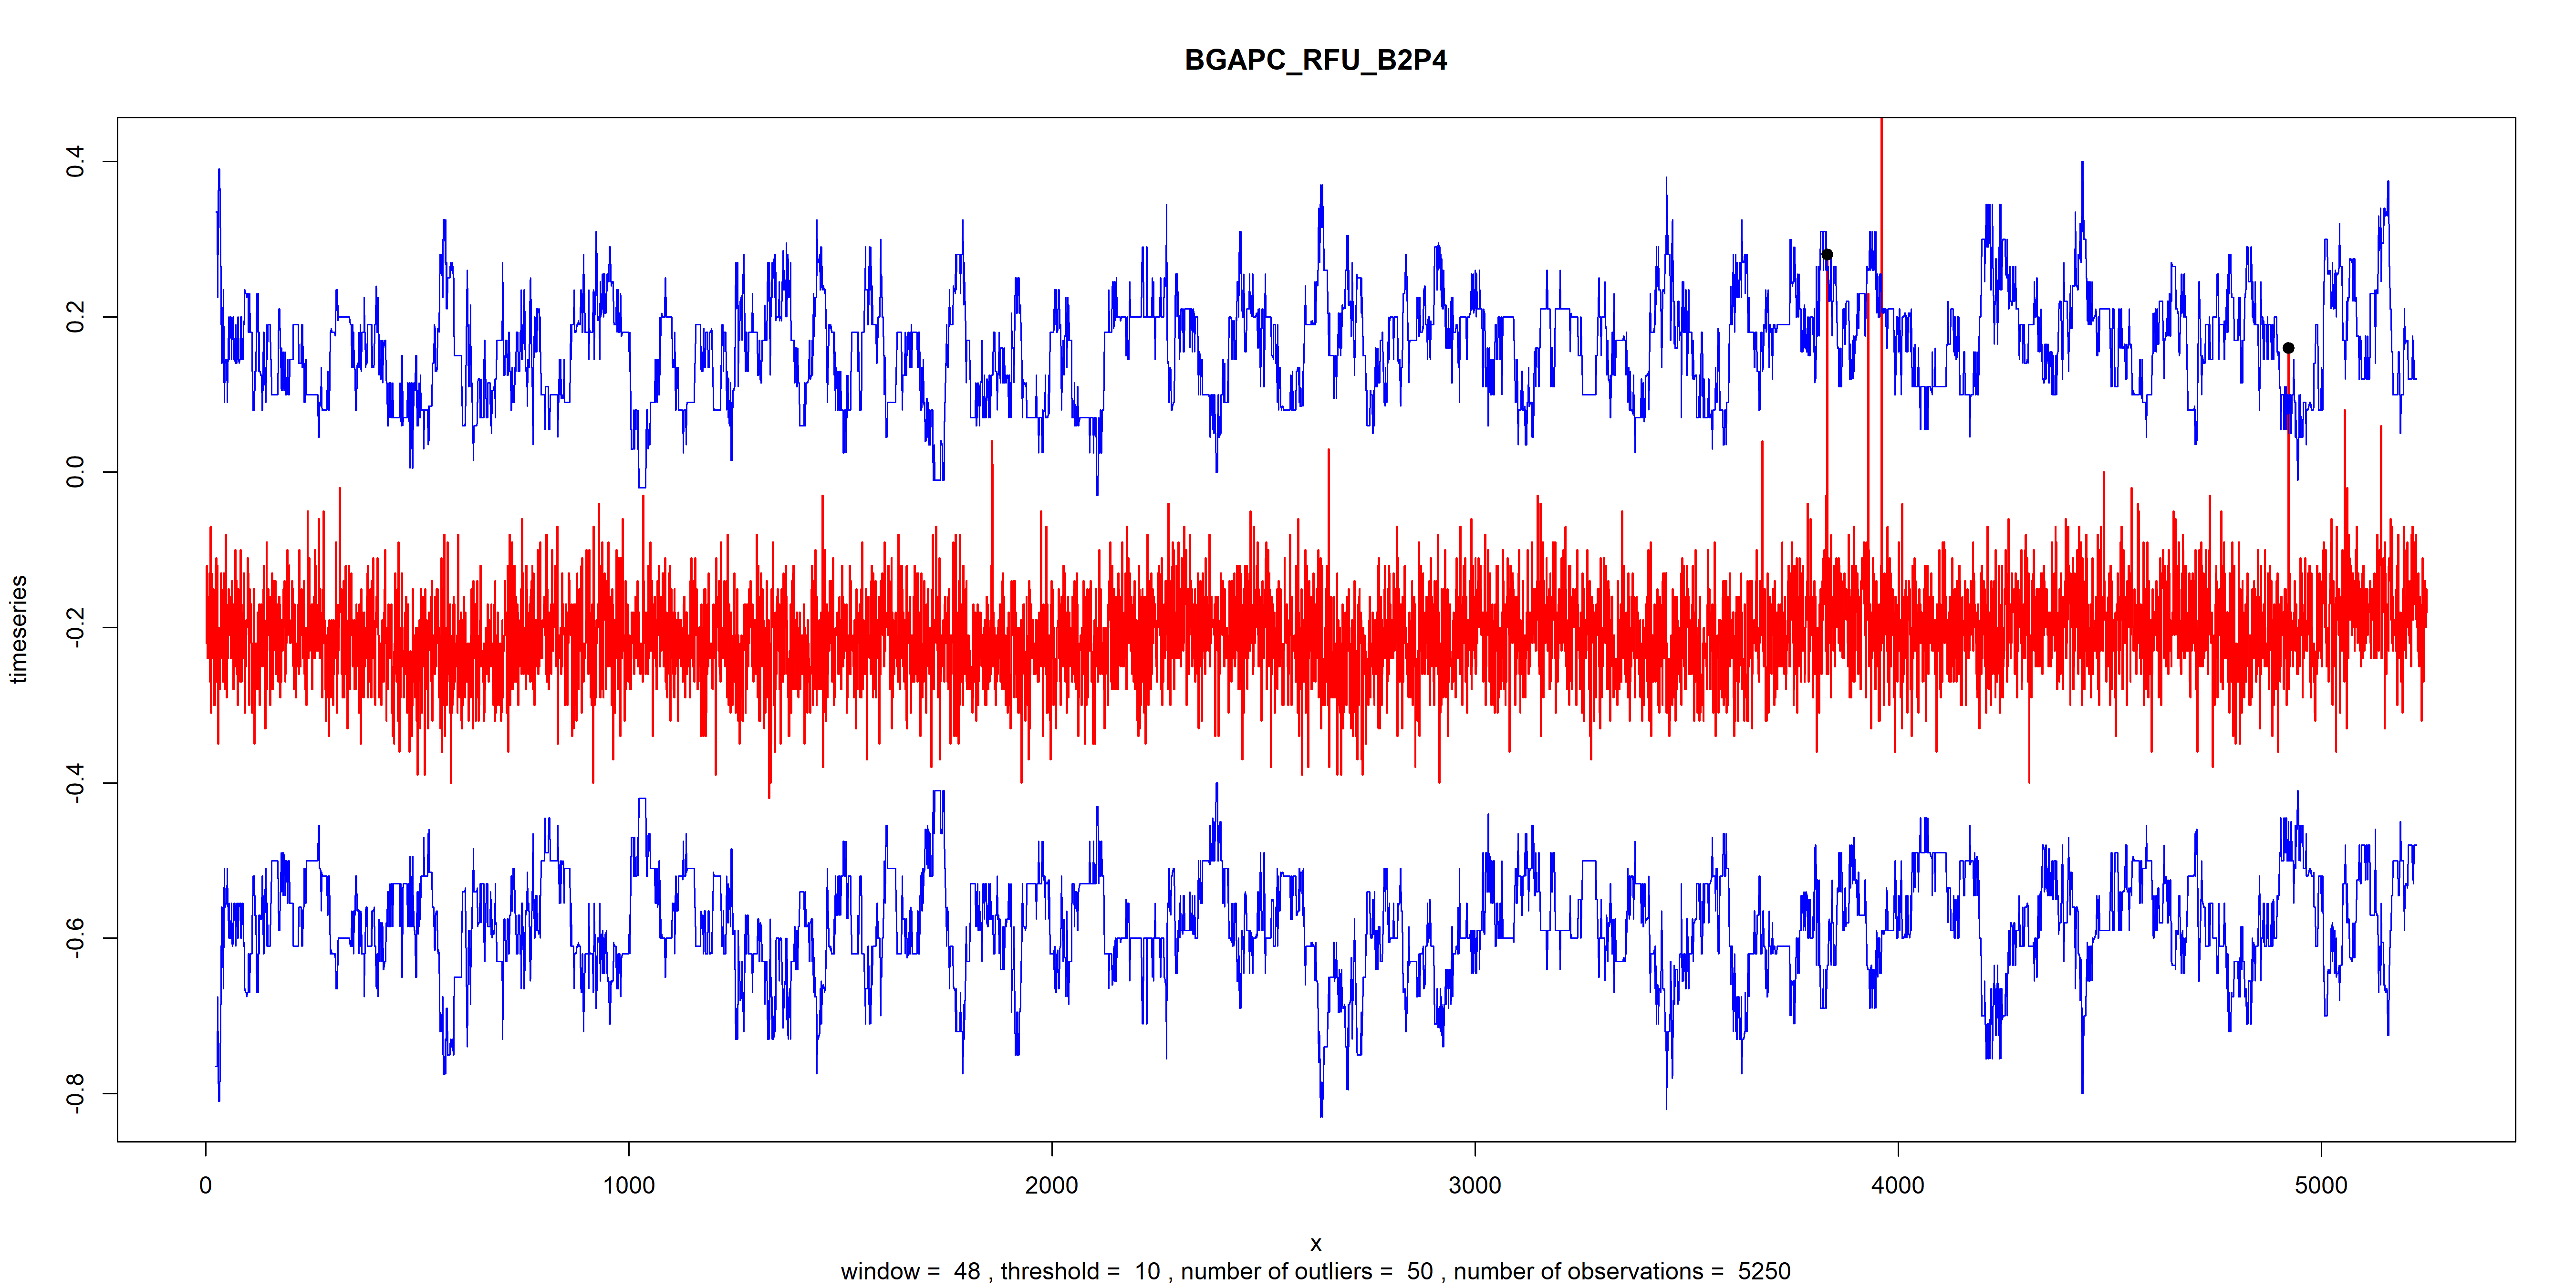 BGAPC_RFU_B2P4
timeseries
0.4
0.2
0.0
-0.2
-0.4
-0.6
-0.8
0 1000 2000 3000 4000 5000
x
window = 48 , threshold = 10 , number of outliers = 50 , number of observations = 5250